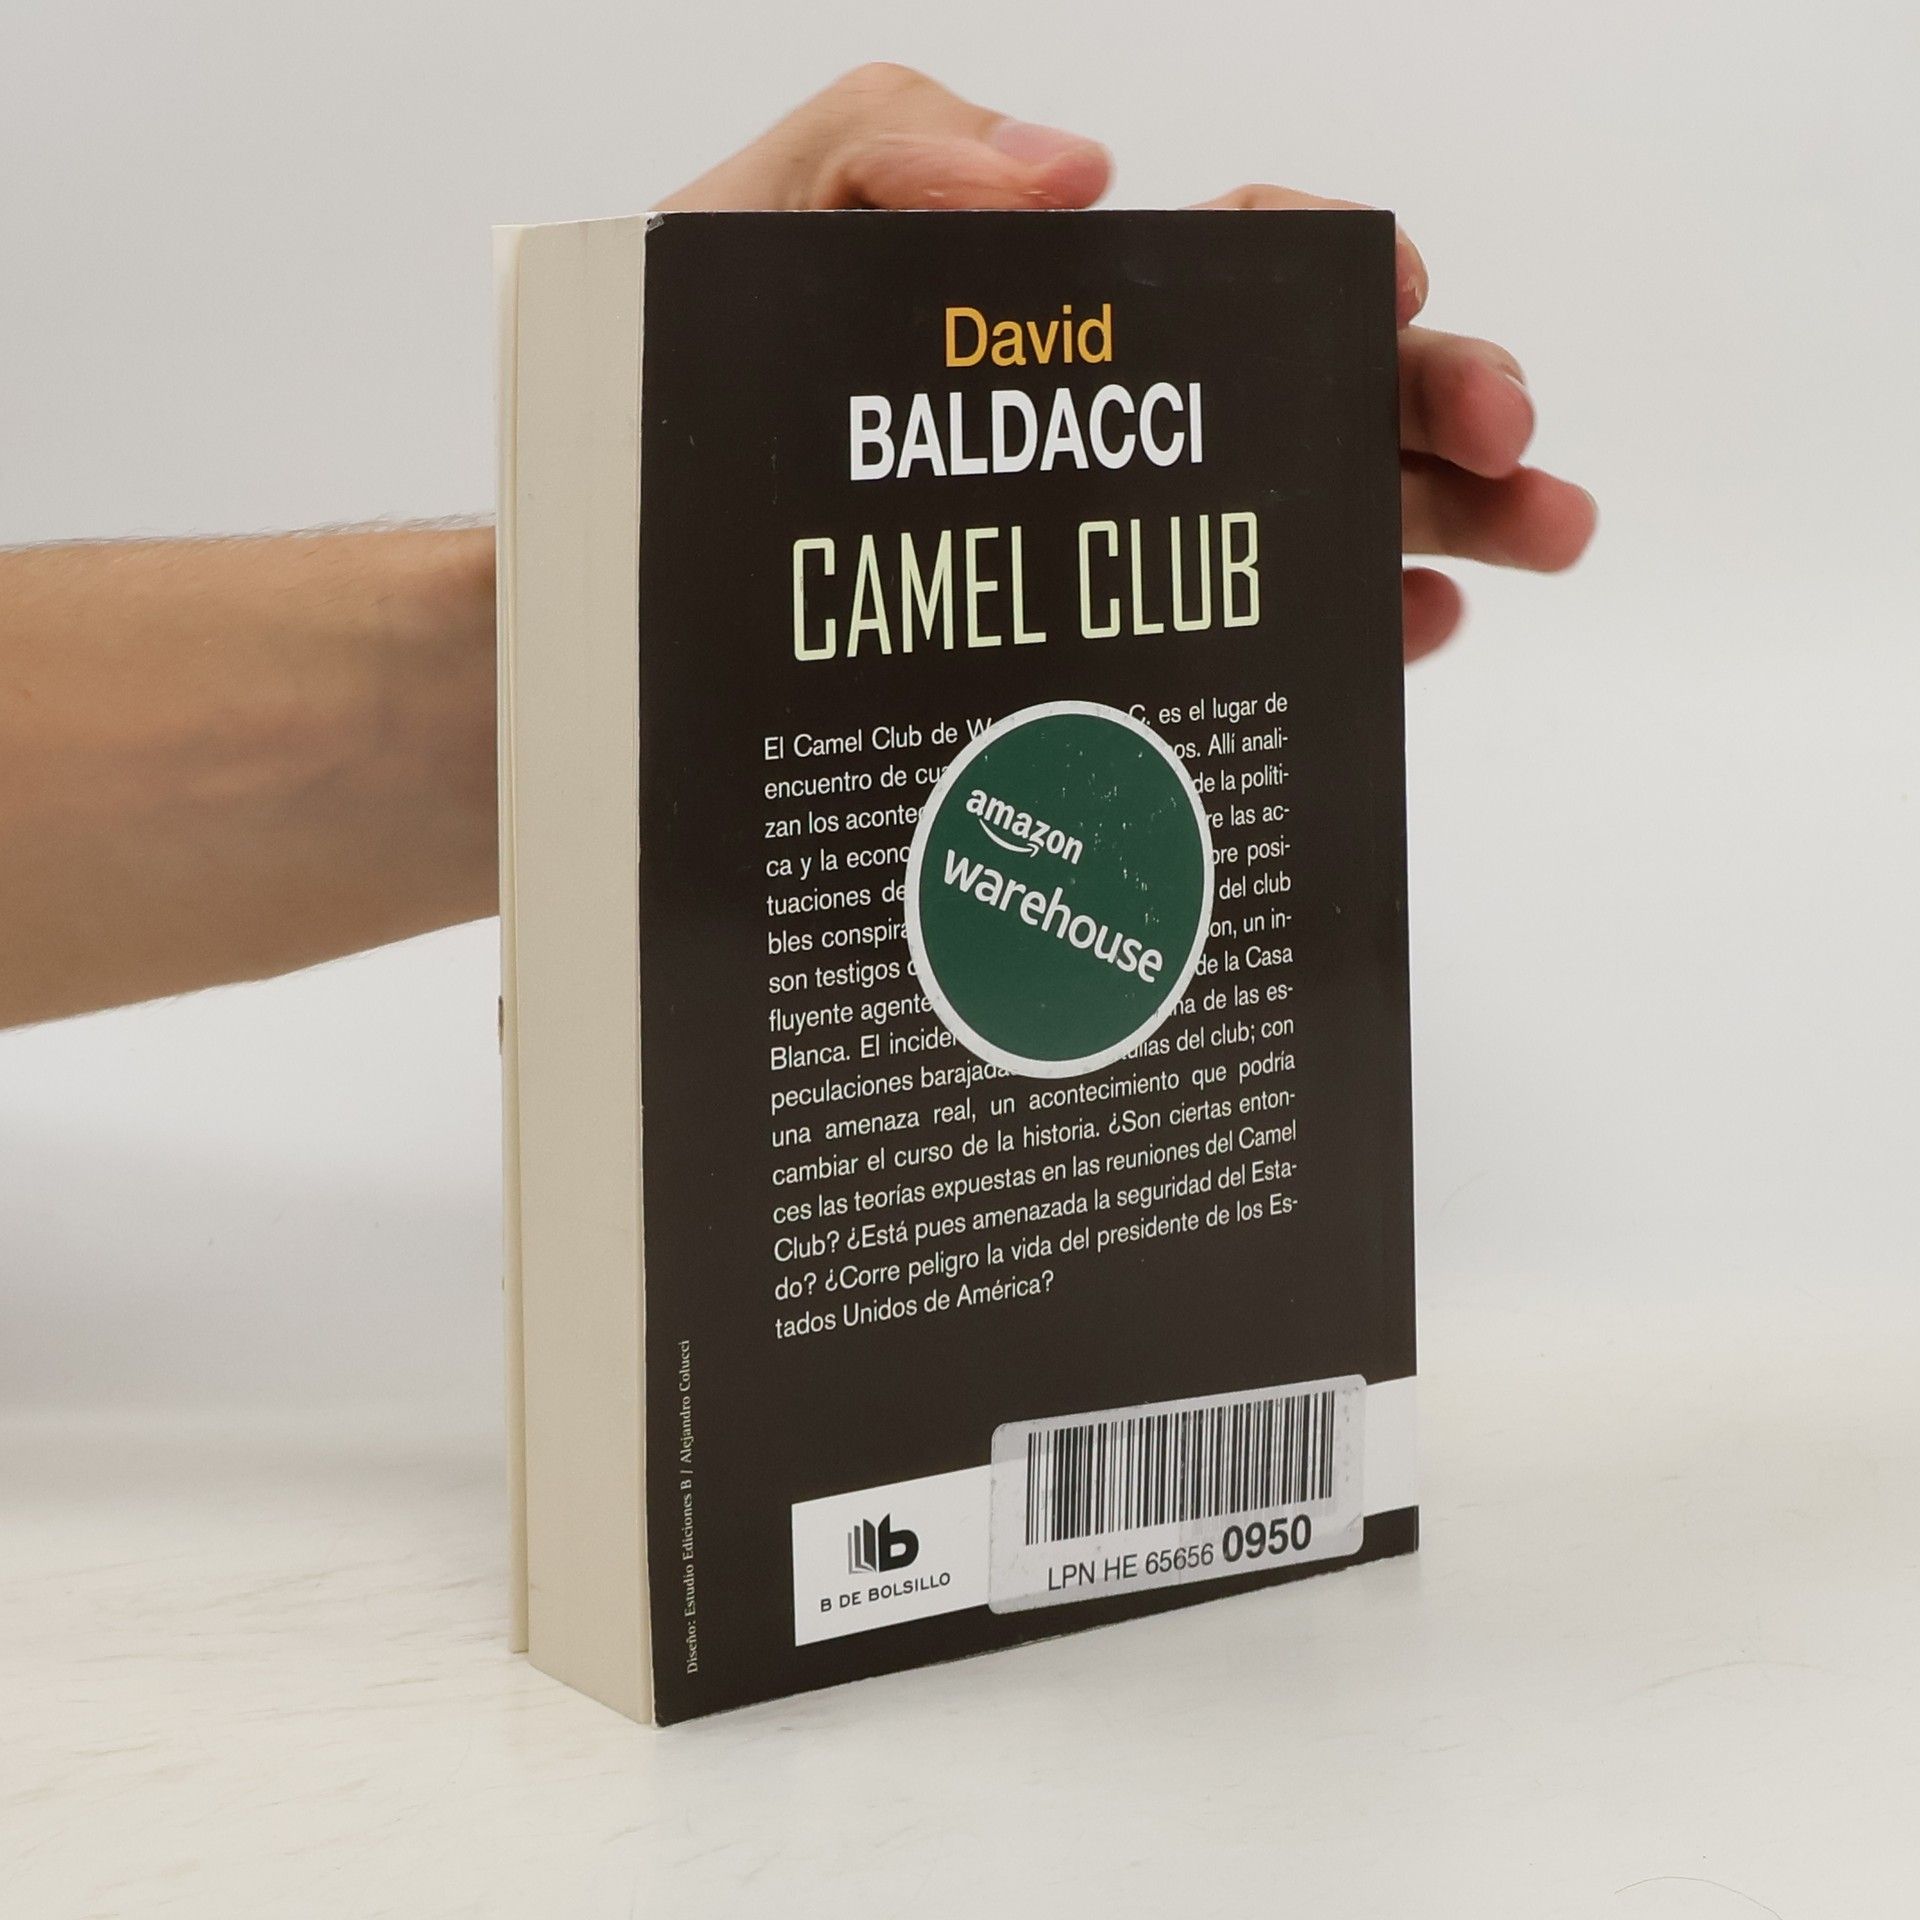 David
BALDACCI
CAMEL CLUB
El Camel Club de W C. es el lugar de
encuentro de cua os. Allí anali-
zan los acontec de la políti-
ca y la econo re las ac-
tuaciones de bre posi-
bles conspira del club
son testigos on, un in-
fluyente agente de la Casa
Blanca. El inciden na de las es-
peculaciones barajadas ulias del club; con
una amenaza real, un acontecimiento que podría
cambiar el curso de la historia. ¿Son ciertas enton-
ces las teorías expuestas en las reuniones del Camel
Club? ¿Está pues amenazada la seguridad del Esta-
do? ¿Corre peligro la vida del presidente de los Es-
tados Unidos de América?
amazon
warehouse
Diseño: Estudio Ediciones B / Alejandro Colucci
b
B DE BOLSILLO
LPN HE 65656 0950